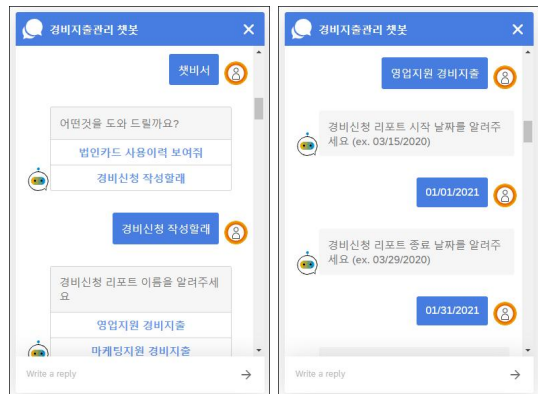 경비지출관리 챗봇
챗비서
어떤것을 도와 드릴까요?
법인카드 사용이력 보여줘
경비신청 작성할래
경비신청 작성할래
경비신청 리포트 이름을 알려주세
요
영업지원 경비지출
마케팅지원 경비지출
Write a reply
경비지출관리 챗봇
영업지원 경비지출
경비신청 리포트 시작 날짜를 알려주
세요 (ex. 03/15/2020)
01/01/2021
경비신청 리포트 종료 날짜를 알려주
세요 (ex. 03/29/2020)
01/31/2021
Write a reply